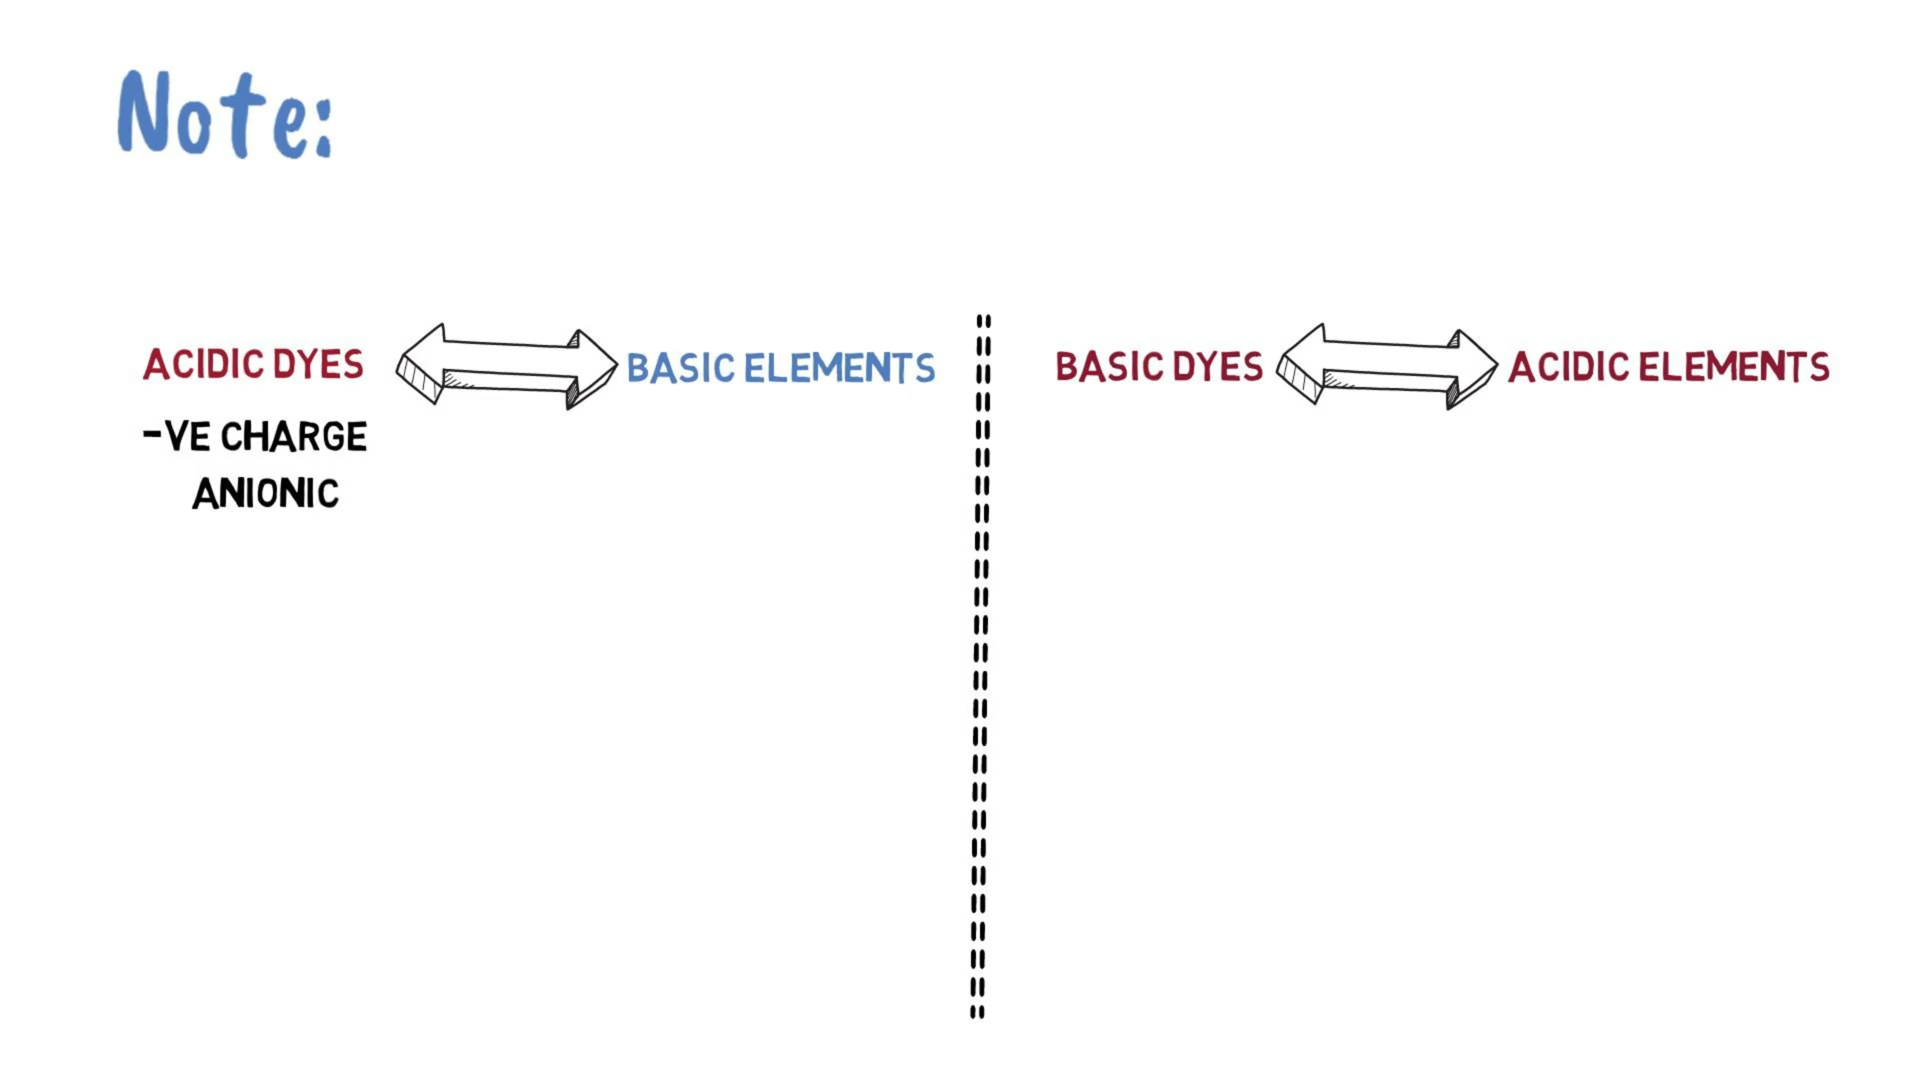 Note:
ACIDIC DYES
BASIC ELEMENTS
-VE CHARGE
ANIONIC
BASIC DYES
ACIDIC ELEMENTS